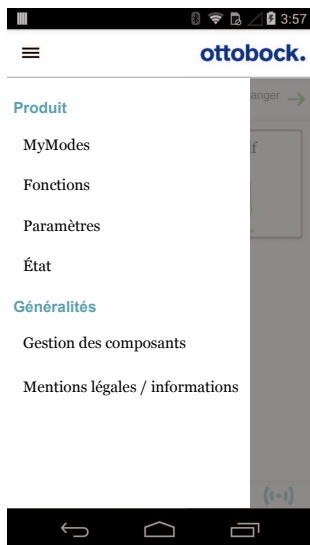 3:57
ottobock.
anger
Produit
MyModes
f
Fonctions
Paramètres
État
Généralités
Gestion des composants
Mentions légales / informations